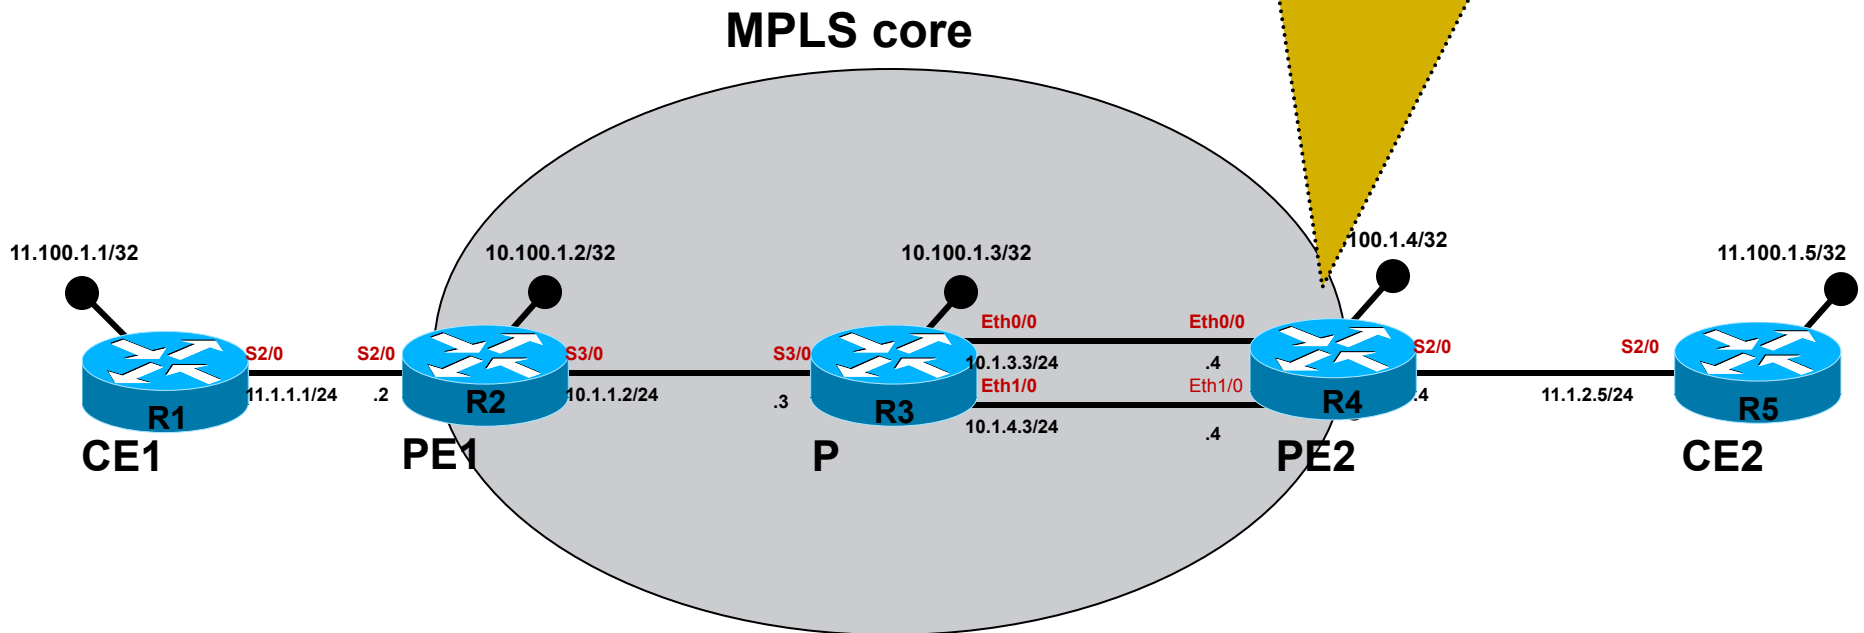 MPLS core
11.100.1.1/32
10.100.1.2/32
10.100.1.3/32
100.1.4/32
11.100.1.5/32
S2/0
S2/0
S3/0
S3/0
Eth0/0
Eth0/0
S2/0
S2/0
11.1.1.1/24
.2
10.1.1.2/24
.3
10.1.3.3/24
.4
Eth1/0
Eth1/0
10.1.4.3/24
.4
.4
11.1.2.5/24
R1
R2
R3
R4
R5
CE1
PE1
P
PE2
CE2